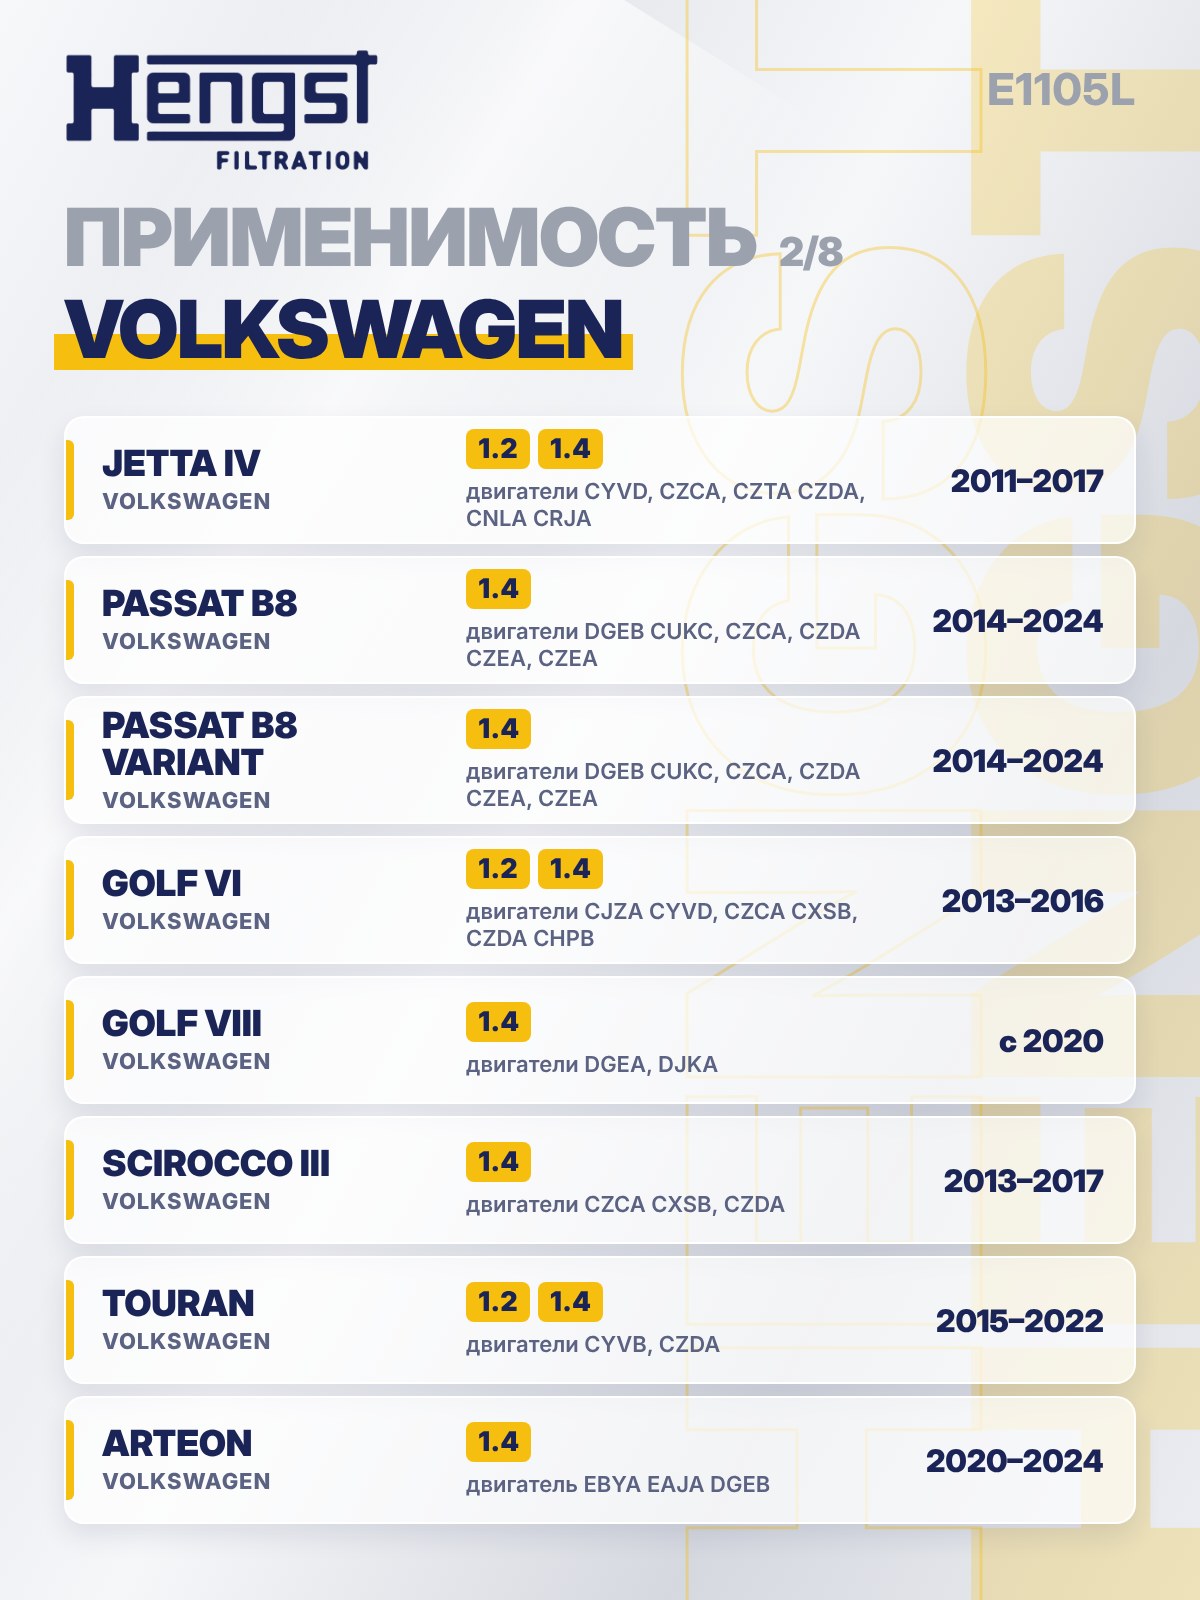 Hengst
FILTRATION
E1105L
ПРИМЕНИМОСТЬ 2/8
VOLKSWAGEN
JETTA IV
VOLKSWAGEN
1.2 1.4
двигатели CYVD, CZCA, CZTA CZDA,
CNLA CRJA
2011–2017
PASSAT B8
VOLKSWAGEN
1.4
двигатели DGEB CUKC, CZCA, CZDA
CZEA, CZEA
2014–2024
PASSAT B8
VARIANT
VOLKSWAGEN
1.4
двигатели DGEB CUKC, CZCA, CZDA
CZEA, CZEA
2014–2024
GOLF VI
VOLKSWAGEN
1.2 1.4
двигатели CJZA CYVD, CZCA CXSB,
CZDA CHPB
2013–2016
GOLF VIII
VOLKSWAGEN
1.4
двигатели DGEA, DJKA
с 2020
SCIROCCO III
VOLKSWAGEN
1.4
двигатели CZCA CXSB, CZDA
2013–2017
TOURAN
VOLKSWAGEN
1.2 1.4
двигатели CYVB, CZDA
2015–2022
ARTEON
VOLKSWAGEN
1.4
двигатель EBYA EAJA DGEB
2020–2024
HENGST
HENGST